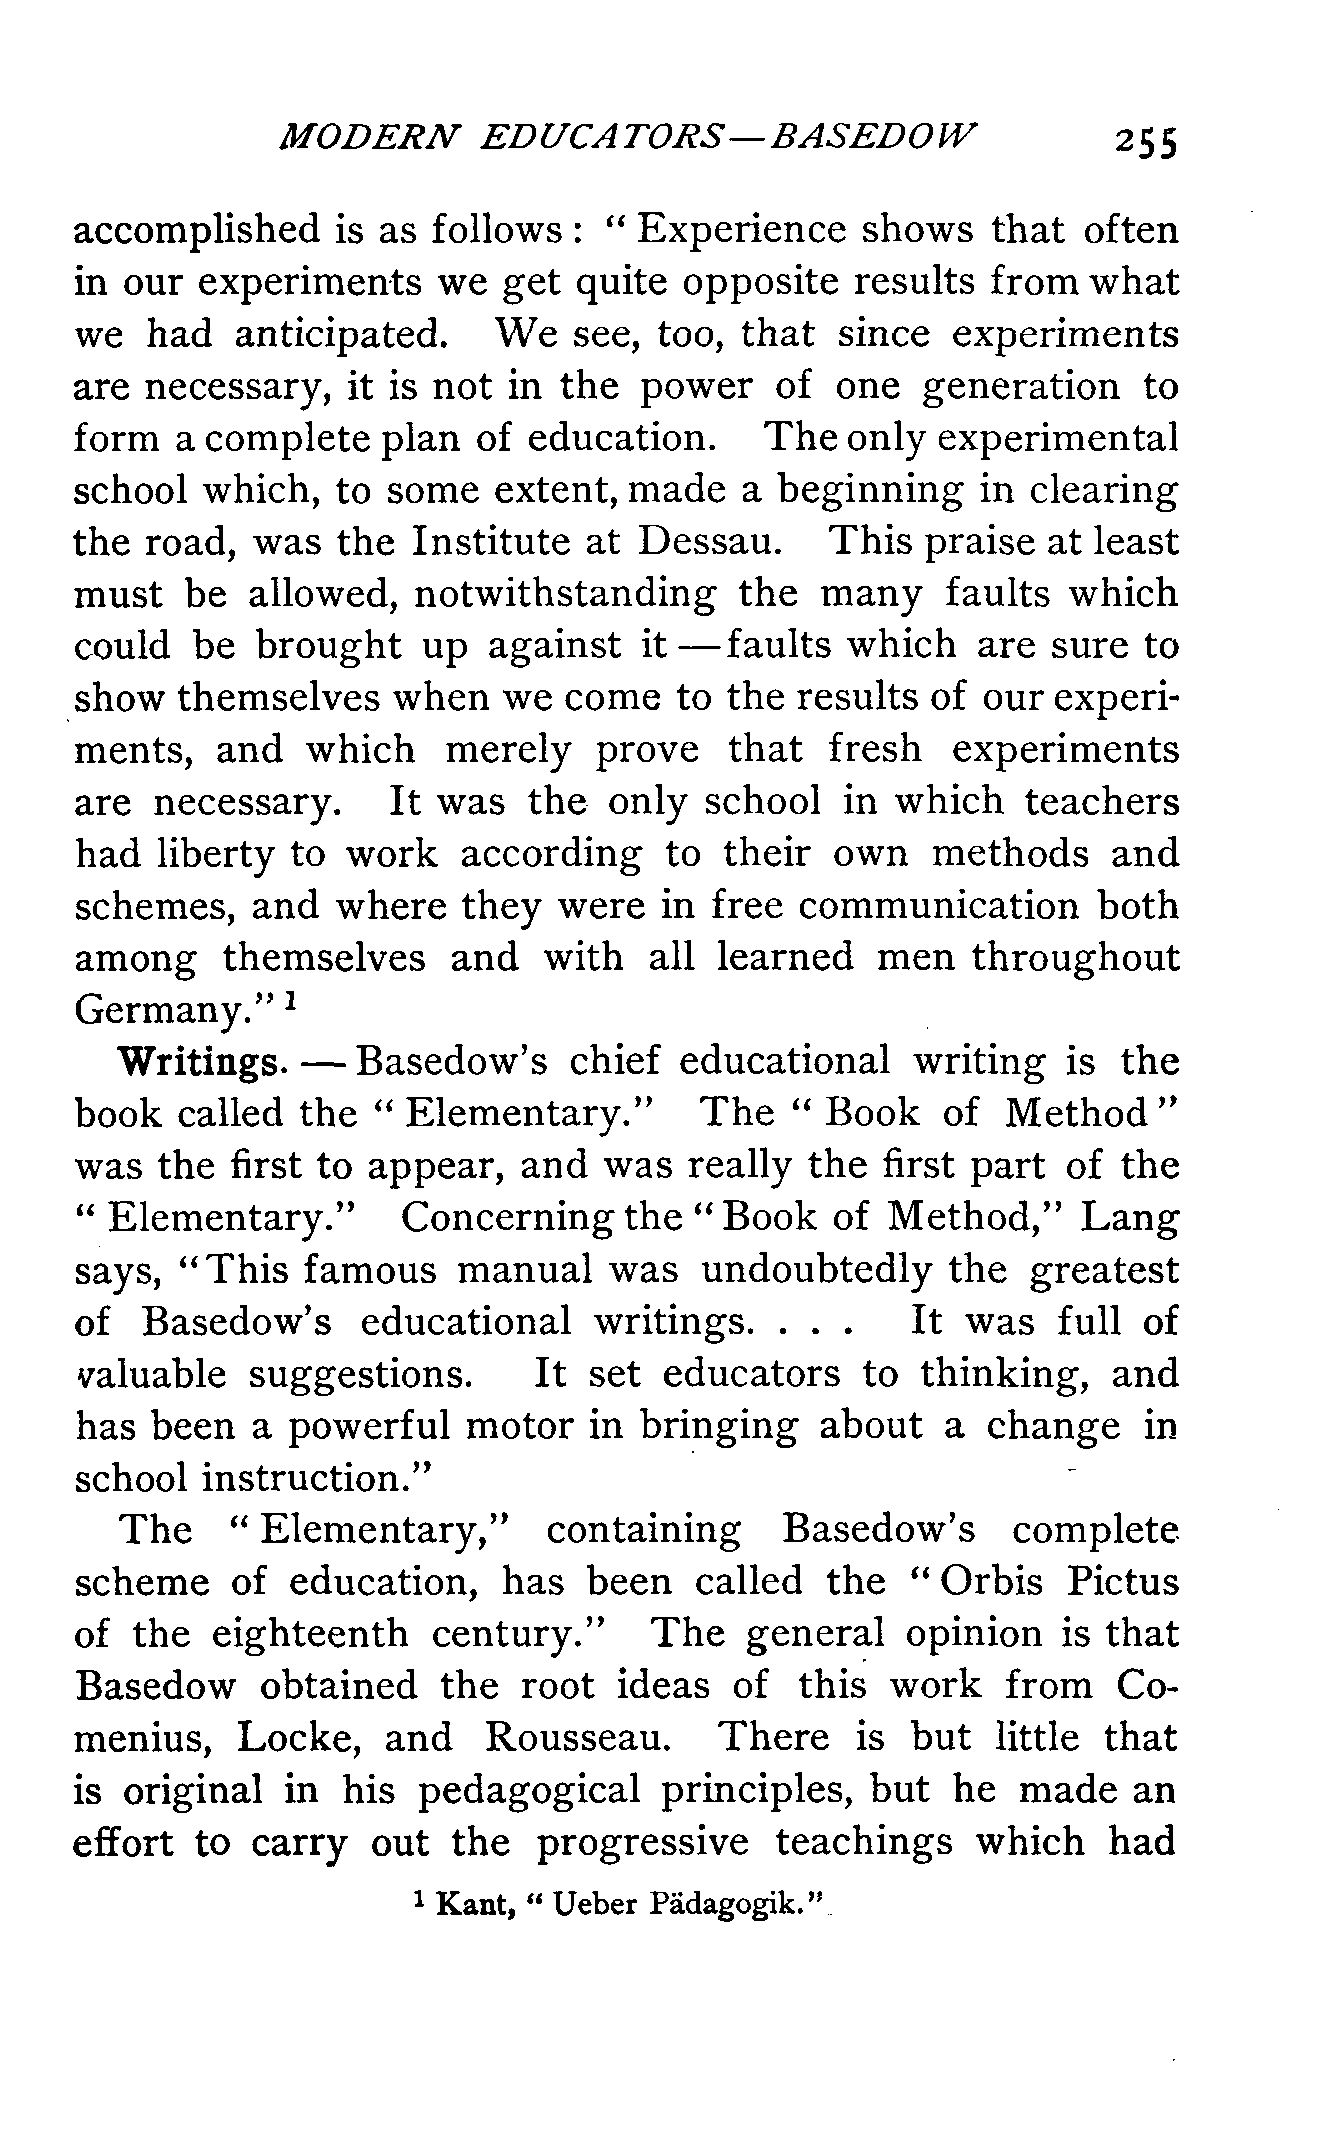 MODERN EDUCATORS—BASEDOW 255
accomplished is as follows: “Experience shows that often
in our experiments we get quite opposite results from what
we had anticipated. We see, too, that since experiments
are necessary, it is not in the power of one generation to
form a complete plan of education. The only experimental
school which, to some extent, made a beginning in clearing
the road, was the Institute at Dessau. This praise at least
must be allowed, notwithstanding the many faults which
could be brought up against it — faults which are sure to
show themselves when we come to the results of our experi-
ments, and which merely prove that fresh experiments
are necessary. It was the only school in which teachers
had liberty to work according to their own methods and
schemes, and where they were in free communication both
among themselves and with all learned men throughout
Germany.” ¹
Writings. — Basedow’s chief educational writing is the
book called the “Elementary.” The “Book of Method”
was the first to appear, and was really the first part of the
“Elementary.” Concerning the “Book of Method,” Lang
says, “This famous manual was undoubtedly the greatest
of Basedow’s educational writings. . . . It was full of
valuable suggestions. It set educators to thinking, and
has been a powerful motor in bringing about a change in
school instruction.”
The “Elementary,” containing Basedow’s complete
scheme of education, has been called the “Orbis Pictus
of the eighteenth century.” The general opinion is that
Basedow obtained the root ideas of this work from Co-
menius, Locke, and Rousseau. There is but little that
is original in his pedagogical principles, but he made an
effort to carry out the progressive teachings which had
¹ Kant, “Ueber Pädagogik.”